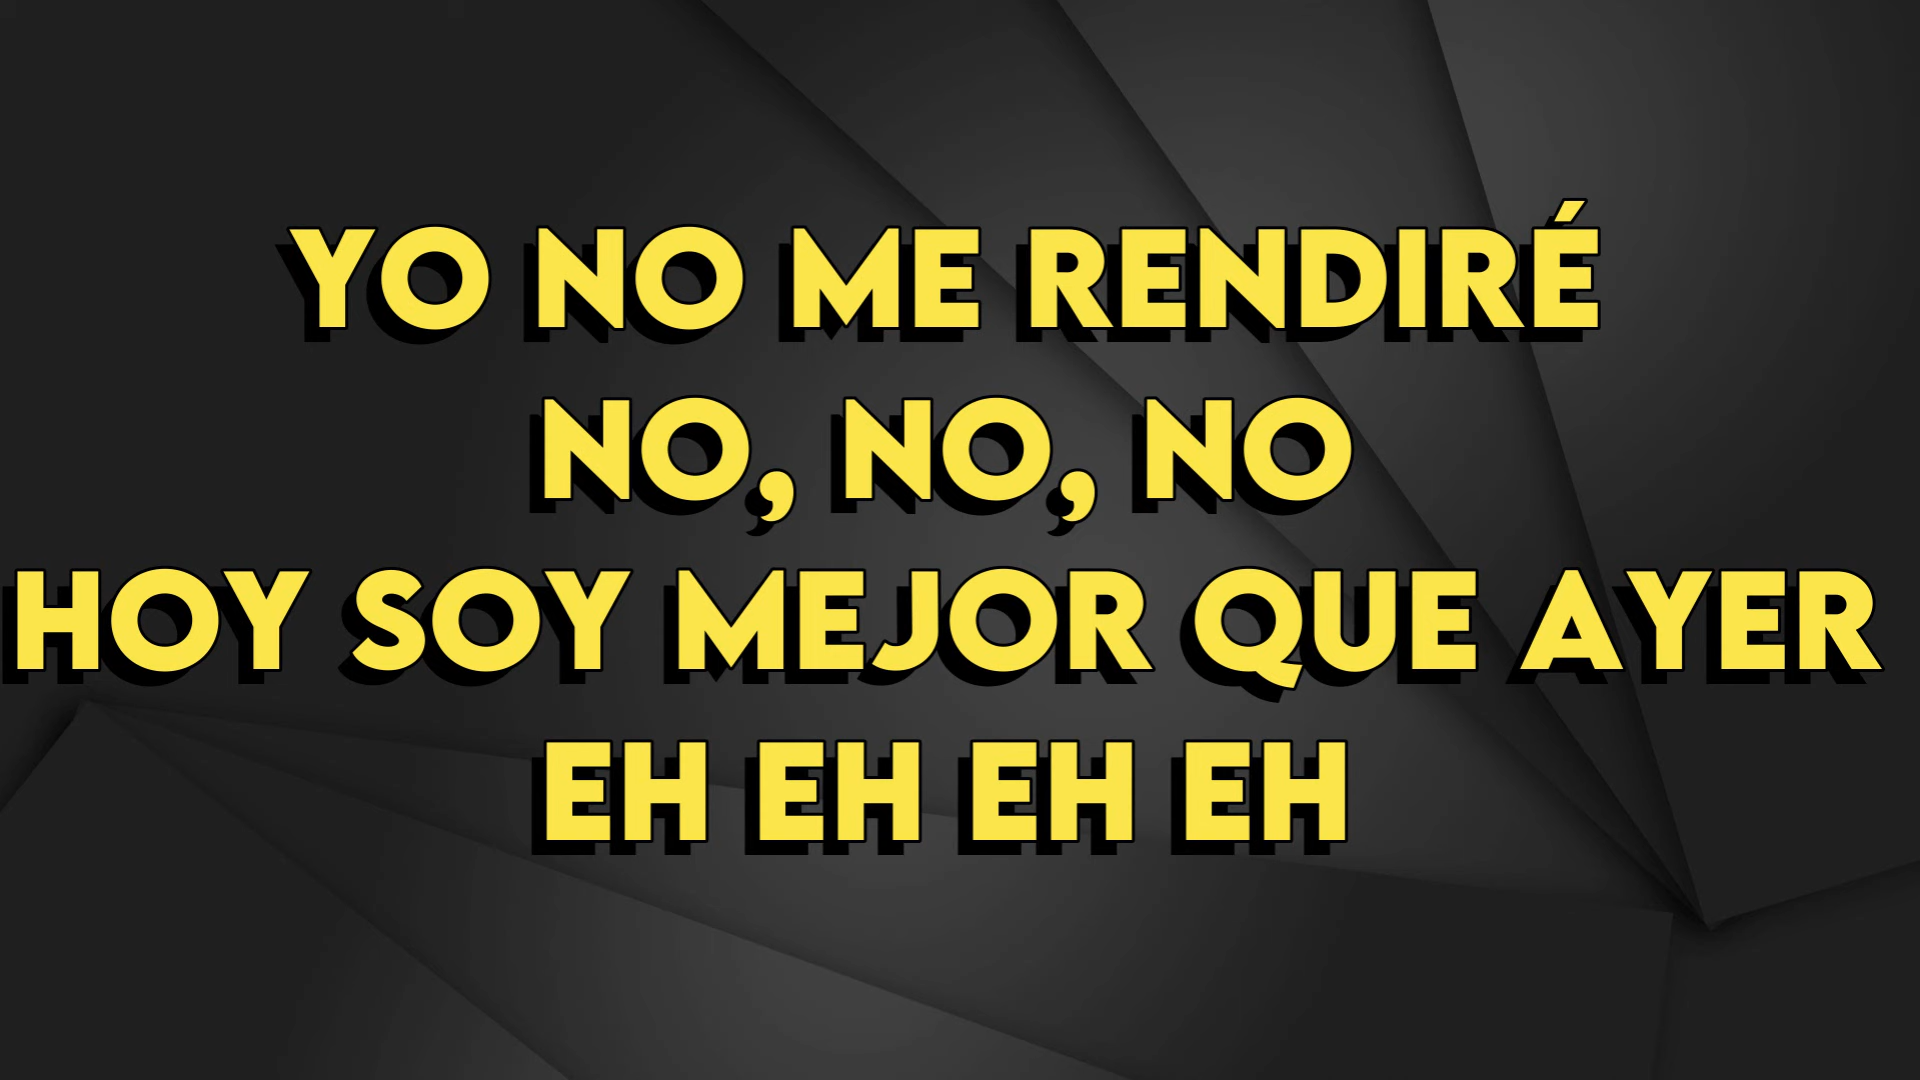 YO NO ME RENDIRÉ
NO, NO, NO
HOY SOY MEJOR QUE AYER
EH EH EH EH